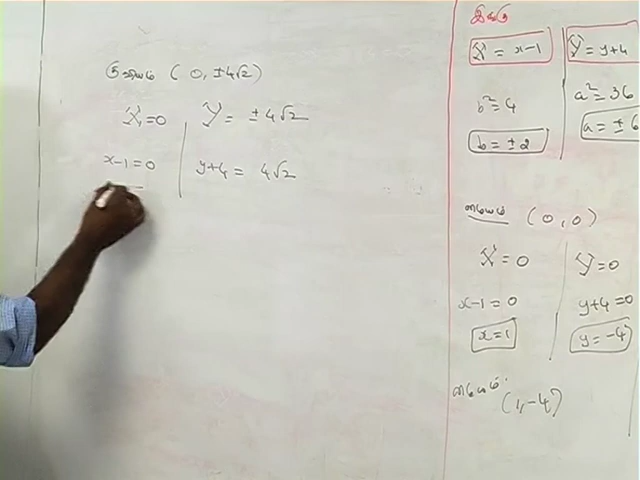 குவியம் (0, ±4√2)
X=0 Y= ±4√2
x-1=0 y+4= 4√2
இங்கு
X = x-1 Y=y+4
b²=4 a²=36
b=±2 a=±6
மையம் (0,0)
X=0 Y=0
x-1=0 y+4=0
x=1 y=-4
மையம் (1,-4)